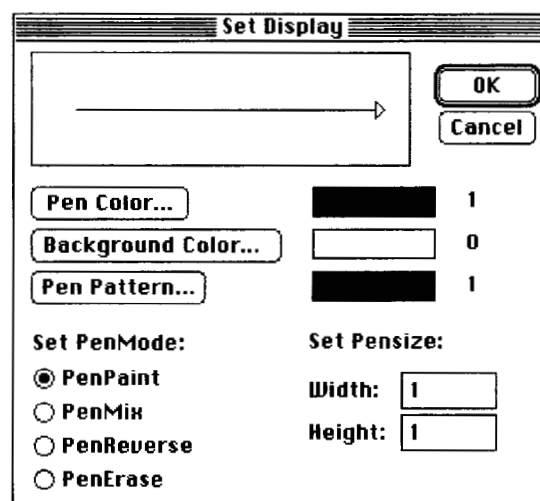 Set Display
OK
Cancel
Pen Color... 1
Background Color... 0
Pen Pattern... 1
Set PenMode:
PenPaint
PenMix
PenReverse
PenErase
Set Pensize:
Width: 1
Height: 1